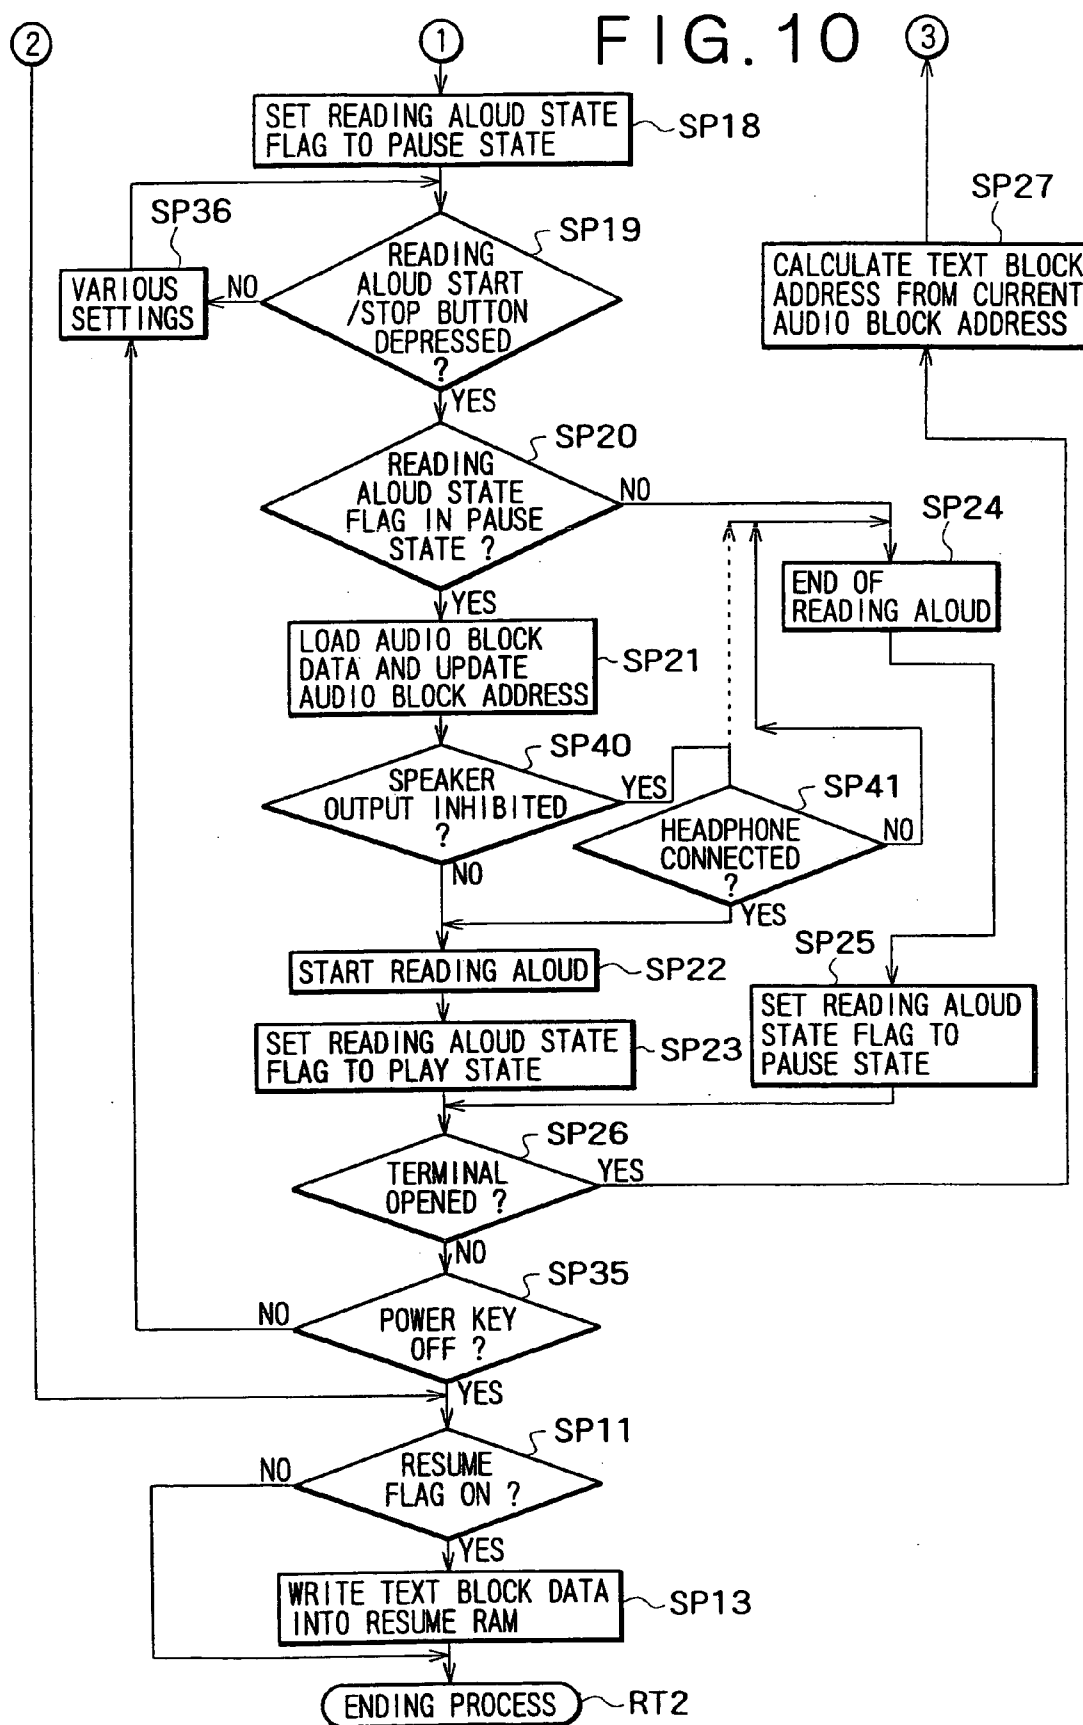 FIG. 10
2
1
3
SET READING ALOUD STATE
FLAG TO PAUSE STATE
SP18
SP27
CALCULATE TEXT BLOCK
ADDRESS FROM CURRENT
AUDIO BLOCK ADDRESS
SP36
VARIOUS
SETTINGS
NO
SP19
READING
ALOUD START
/STOP BUTTON
DEPRESSED
?
YES
SP20
READING
ALOUD STATE
FLAG IN PAUSE
STATE ?
NO
YES
SP24
END OF
READING ALOUD
LOAD AUDIO BLOCK
DATA AND UPDATE
AUDIO BLOCK ADDRESS
SP21
SP40
SPEAKER
OUTPUT INHIBITED
?
YES
NO
SP41
HEADPHONE
CONNECTED
?
NO
YES
START READING ALOUD
SP22
SP25
SET READING ALOUD
STATE FLAG TO
PAUSE STATE
SET READING ALOUD STATE
FLAG TO PLAY STATE
SP23
SP26
TERMINAL
OPENED ?
YES
NO
SP35
POWER KEY
OFF ?
NO
YES
SP11
RESUME
FLAG ON ?
NO
YES
WRITE TEXT BLOCK DATA
INTO RESUME RAM
SP13
ENDING PROCESS
RT2